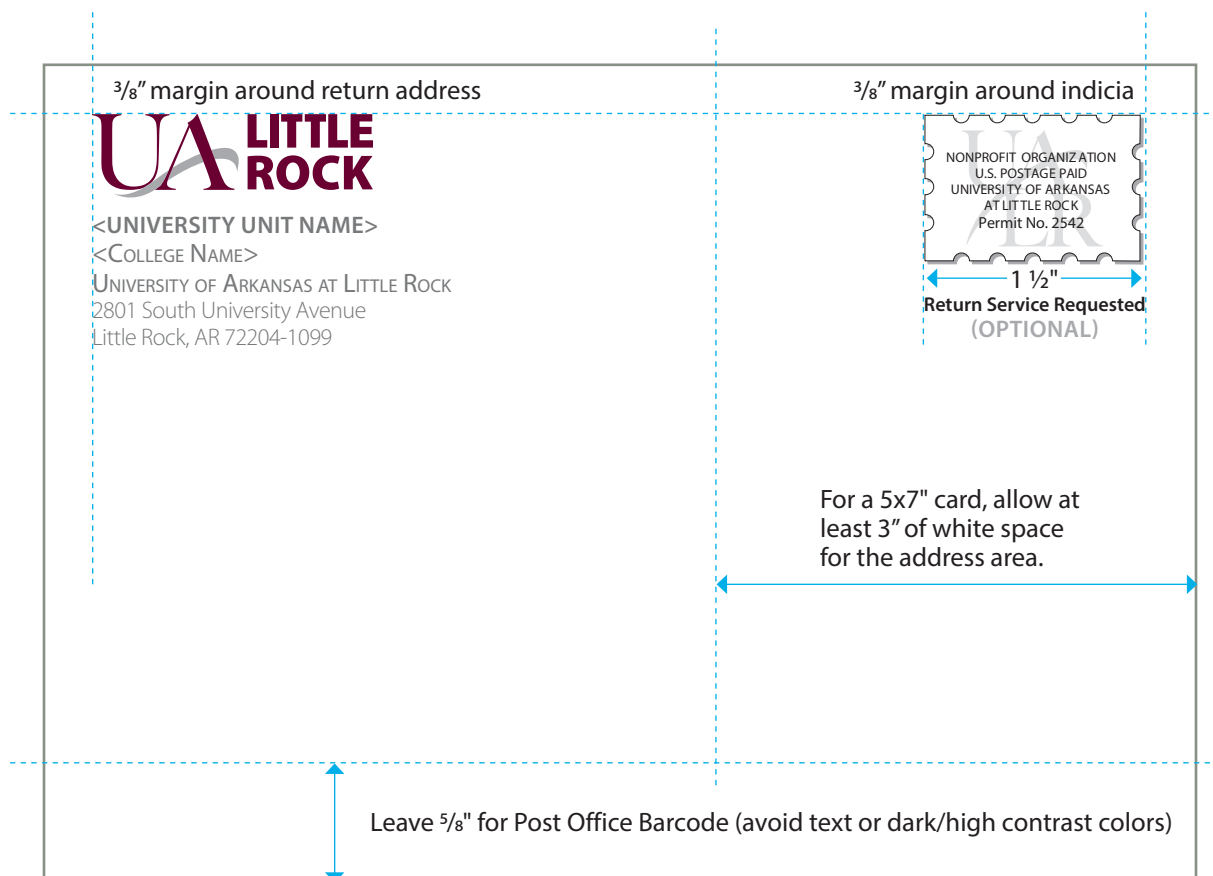 ⅜" margin around return address
⅜" margin around indicia
UA LITTLE
ROCK
<UNIVERSITY UNIT NAME>
<College Name>
University of Arkansas at Little Rock
2801 South University Avenue
Little Rock, AR 72204-1099
UA
LR
NONPROFIT ORGANIZATION
U.S. POSTAGE PAID
UNIVERSITY OF ARKANSAS
AT LITTLE ROCK
Permit No. 2542
1 ½"
Return Service Requested
(OPTIONAL)
For a 5x7" card, allow at
least 3" of white space
for the address area.
Leave ⅝" for Post Office Barcode (avoid text or dark/high contrast colors)